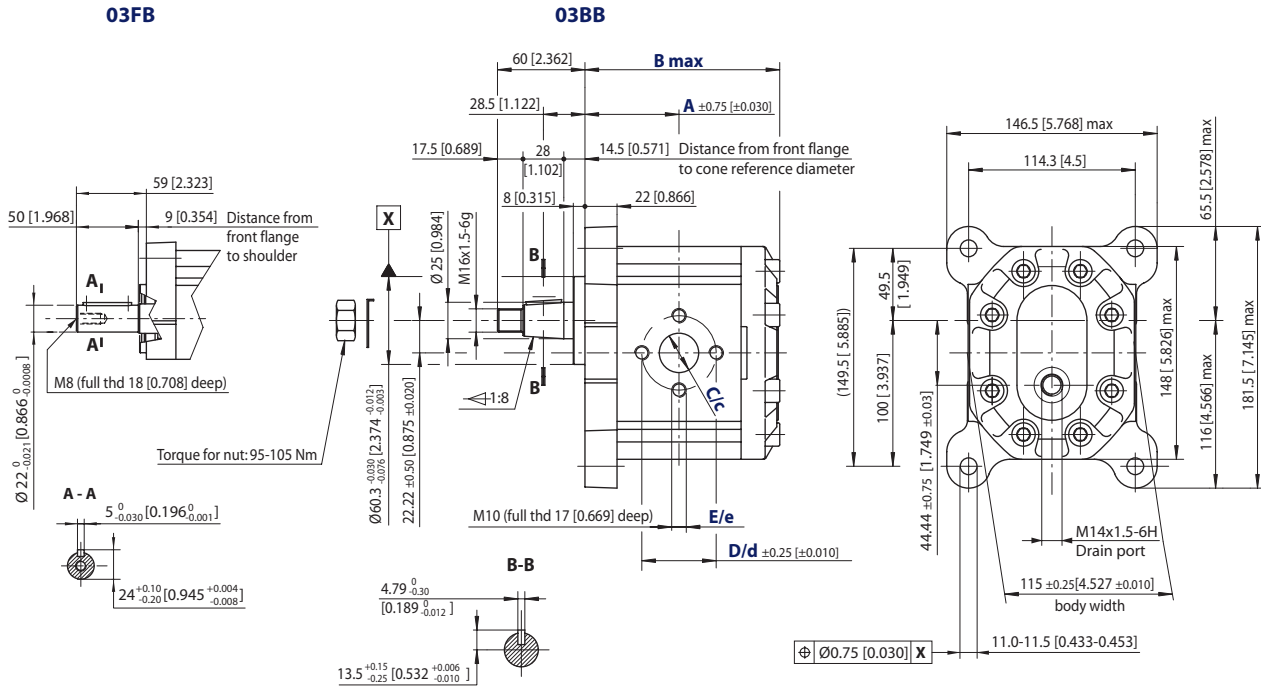 03FB
03BB
60 [2.362]
B max
28.5 [1.122]
A ±0.75 [±0.030]
17.5 [0.689]
28
[1.102]
14.5 [0.571]
Distance from front flange
to cone reference diameter
8 [0.315]
22 [0.866]
59 [2.323]
50 [1.968]
9 [0.354]
Distance from
front flange
to shoulder
X
Ø 25 [0.984]
M16x1.5-6g
B
B
A
A
M8 (full thd 18 [0.708] deep)
Ø 22 0 -0.021 [0.866 0 -0.0008]
Torque for nut: 95-105 Nm
1:8
C/c
Ø60.3 -0.030 -0.076 [2.374 -0.012 -0.003]
22.22 ±0.50 [0.875 ±0.020]
M10 (full thd 17 [0.669] deep)
E/e
D/d ±0.25 [±0.010]
A - A
5 0 -0.030 [0.196 0 -0.001]
24 +0.10 -0.20 [0.945 +0.004 -0.008]
B-B
4.79 0 -0.30
[0.189 0 -0.012]
13.5 +0.15 -0.25 [0.532 +0.006 -0.010]
146.5 [5.768] max
114.3 [4.5]
65.5 [2.578] max
49.5
[1.949]
(149.5 [5.885])
100 [3.937]
44.44 ±0.75 [1.749 ±0.03]
148 [5.826] max
116 [4.566] max
181.5 [7.145] max
M14x1.5-6H
Drain port
115 ±0.25[4.527 ±0.010]
body width
11.0-11.5 [0.433-0.453]
⌖ Ø0.75 [0.030] X